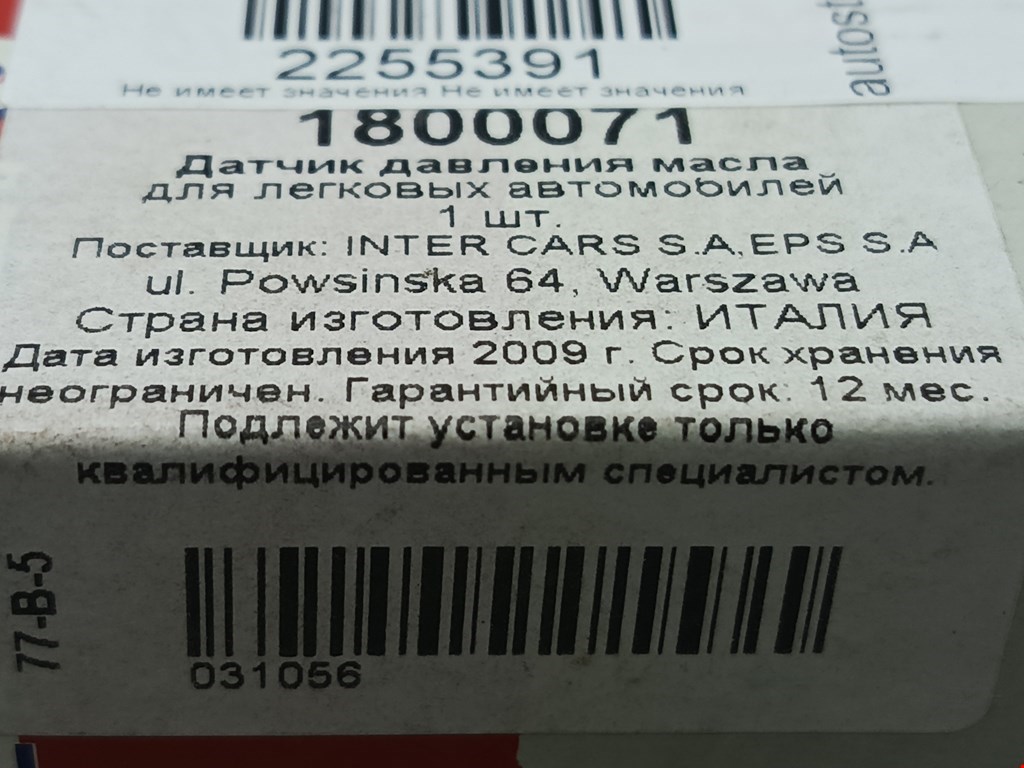 2255391
Не имеет значения Не имеет значения
autost
1800071
Датчик давления масла
для легковых автомобилей
1 шт.
Поставщик: INTER CARS S.A,EPS S.A
ul. Powsinska 64, Warszawa
Страна изготовления: ИТАЛИЯ
Дата изготовления 2009 г. Срок хранения
неограничен. Гарантийный срок: 12 мес.
Подлежит установке только
квалифицированным специалистом.
77-B-5
031056